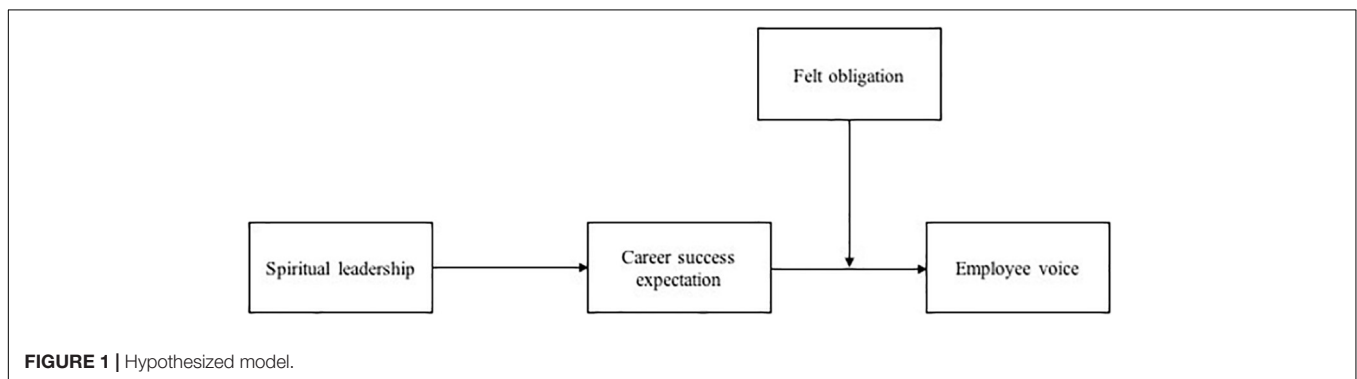 Felt obligation
Spiritual leadership
Career success
expectation
Employee voice
FIGURE 1 | Hypothesized model.